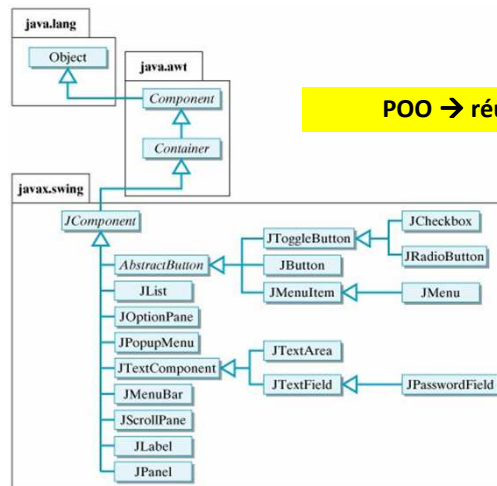 java.lang
Object
java.awt
Component
Container
POO → 
javax.swing
JComponent
AbstractButton
JToggleButton
JCheckbox
JRadioButton
JButton
JMenuItem
JMenu
JList
JOptionPane
JPopupMenu
JTextComponent
JTextArea
JTextField
JPasswordField
JMenuBar
JScrollPane
JLabel
JPanel